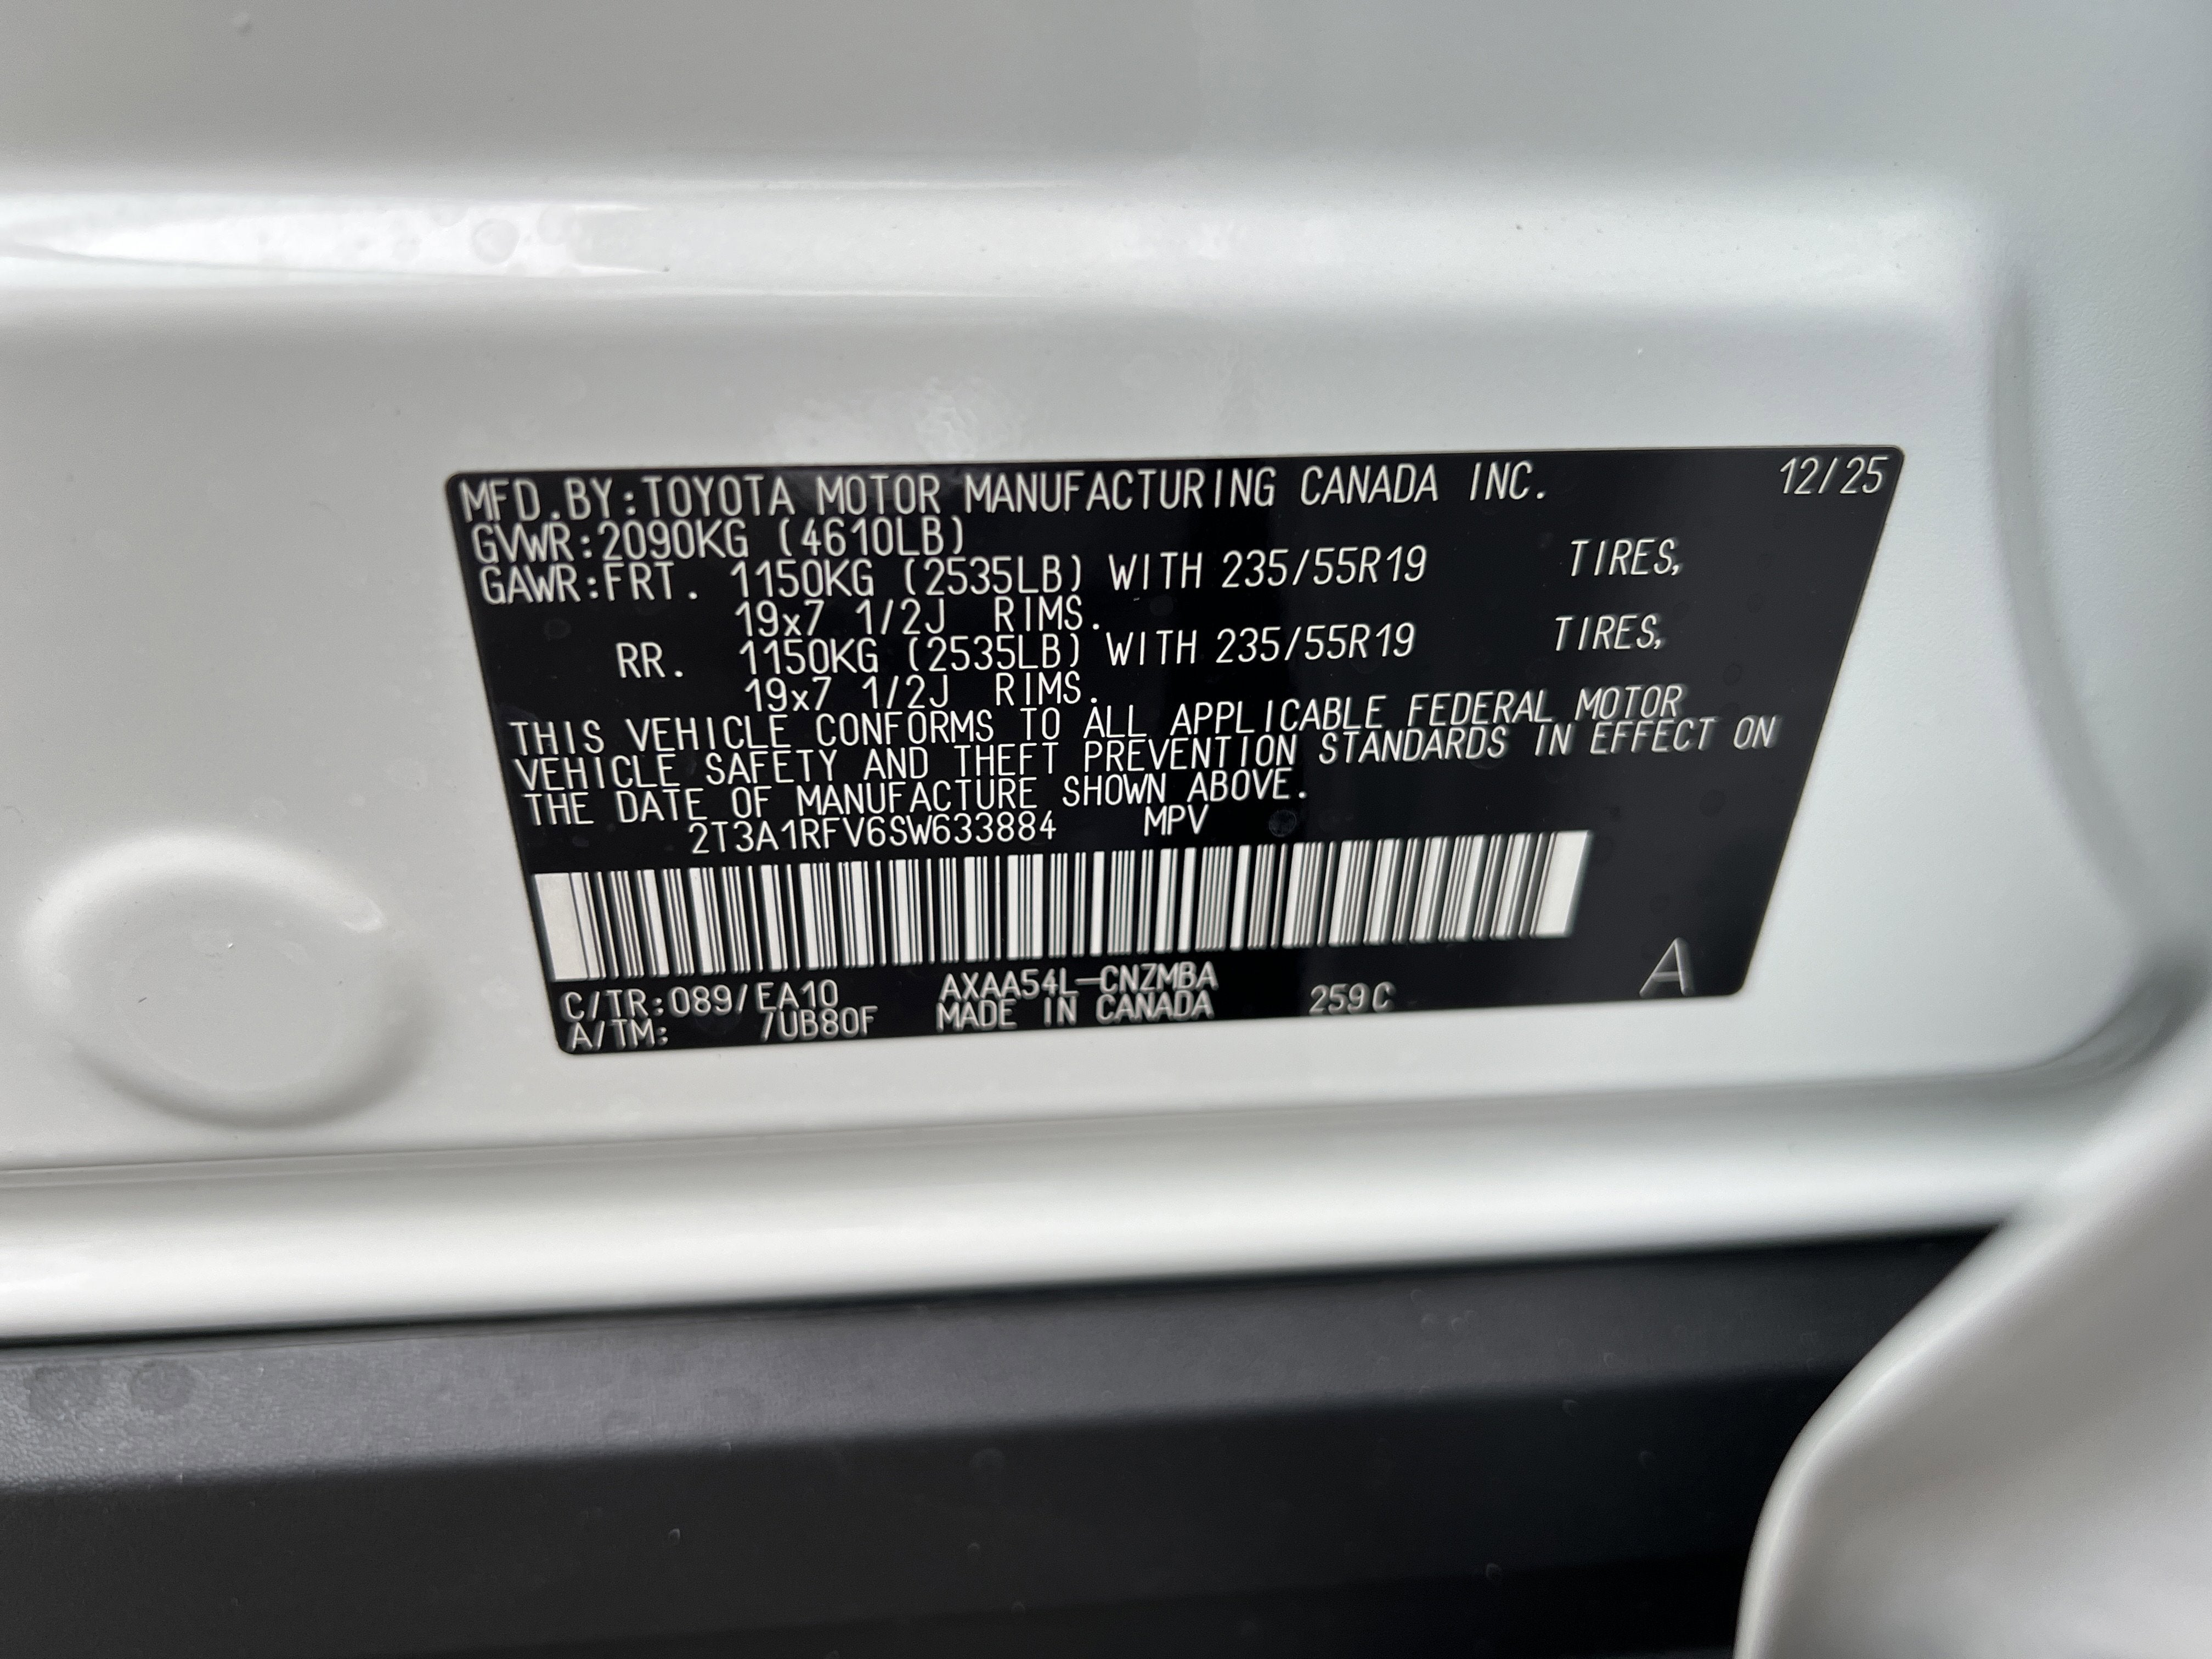 MFD.BY:TOYOTA MOTOR MANUFACTURING CANADA INC. 12/25
GVWR:2090KG (4610LB)
GAWR:FRT. 1150KG (2535LB) WITH 235/55R19 TIRES,
19x7 1/2J RIMS.
RR. 1150KG (2535LB) WITH 235/55R19 TIRES,
19x7 1/2J RIMS.
THIS VEHICLE CONFORMS TO ALL APPLICABLE FEDERAL MOTOR
VEHICLE SAFETY AND THEFT PREVENTION STANDARDS IN EFFECT ON
THE DATE OF MANUFACTURE SHOWN ABOVE.
2T3A1RFV6SW633884 MPV
C/TR:089/EA10 AXAA54L-CNZMBA
A/TM: /UB80F MADE IN CANADA 259C A